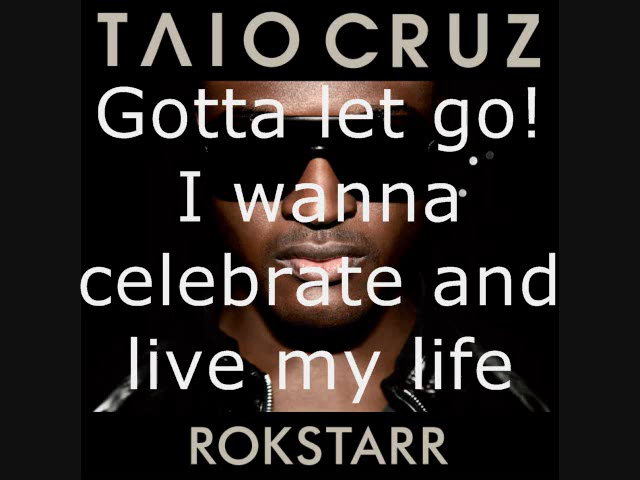 TAIO CRUZ
Gotta let go!
I wanna
celebrate and
live my life
ROKSTARR